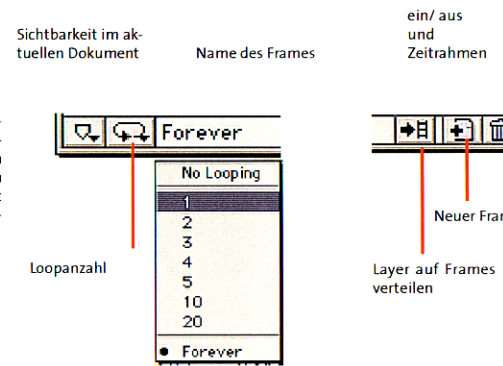 ein/ aus
und
Zeitrahmen
Sichtbarkeit im ak-
tuellen Dokument
Name des Frames
Forever
No Looping
1
2
3
4
5
10
20
Forever
Loopanzahl
Neuer
Layer auf Frames
verteilen